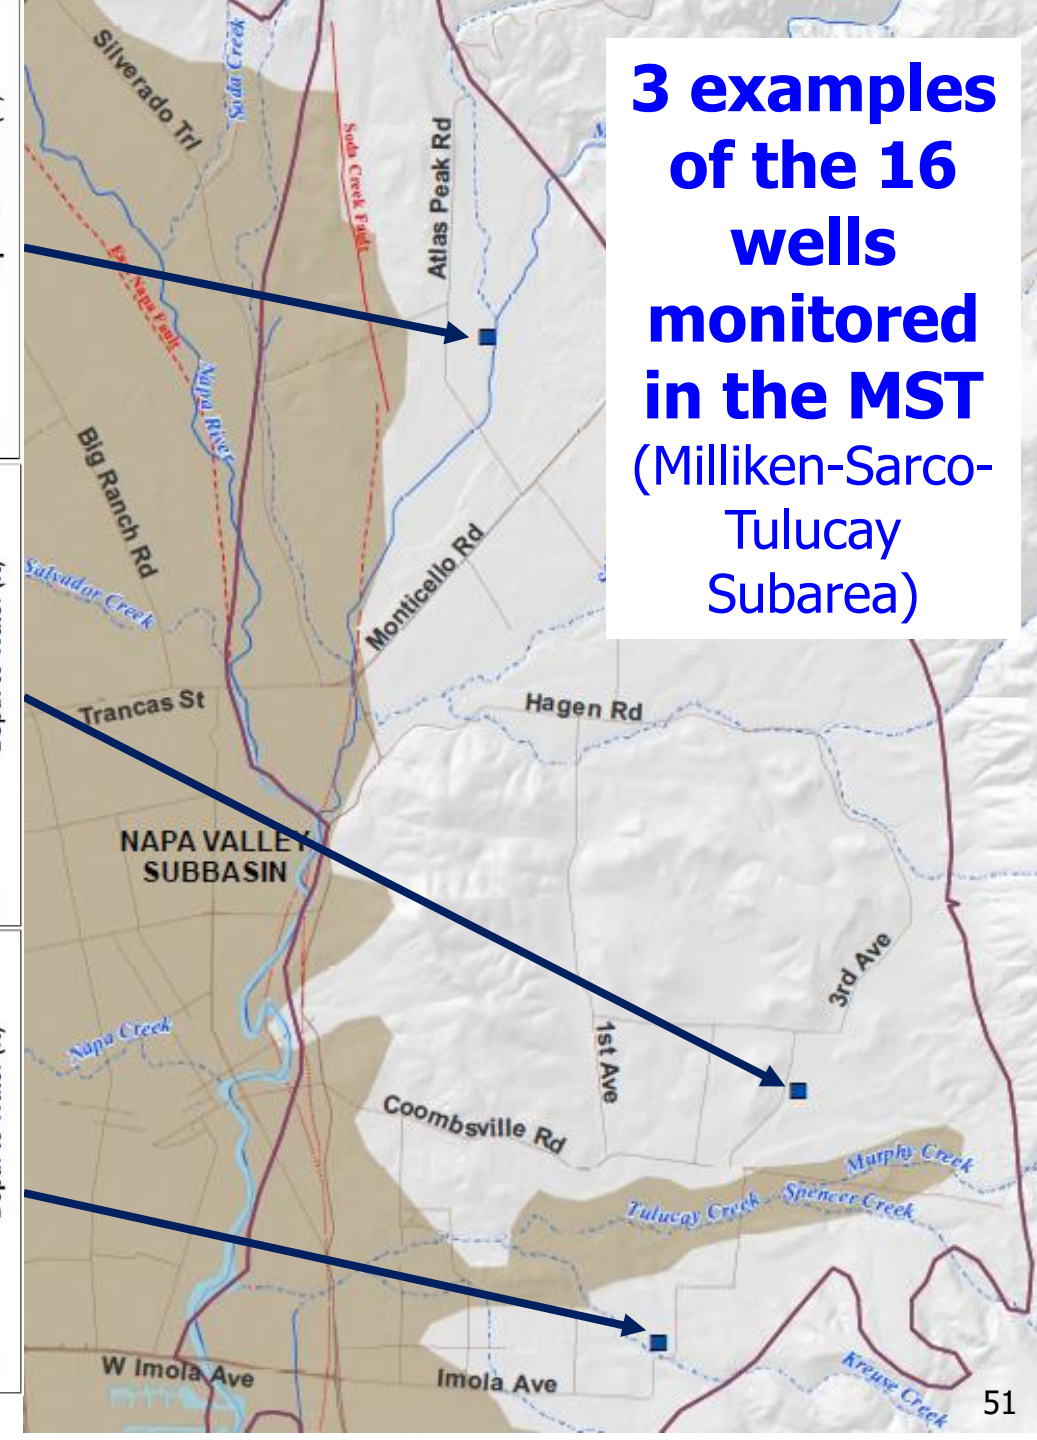 3 examples
of the 16
wells
monitored
in the MST
(Milliken-Sarco-
Tulucay
Subarea)
Silverado Trl
Soda Creek
Soda Creek Fault
Atlas Peak Rd
Napa Fault
Napa River
Big Ranch Rd
Salvador Creek
Monticello Rd
Trancas St
Hagen Rd
NAPA VALLEY
SUBBASIN
3rd Ave
Napa Creek
1st Ave
Coombsville Rd
Murphy Creek
Tulucay Creek
Spencer Creek
W Imola Ave
Imola Ave
Kreuse Creek
51